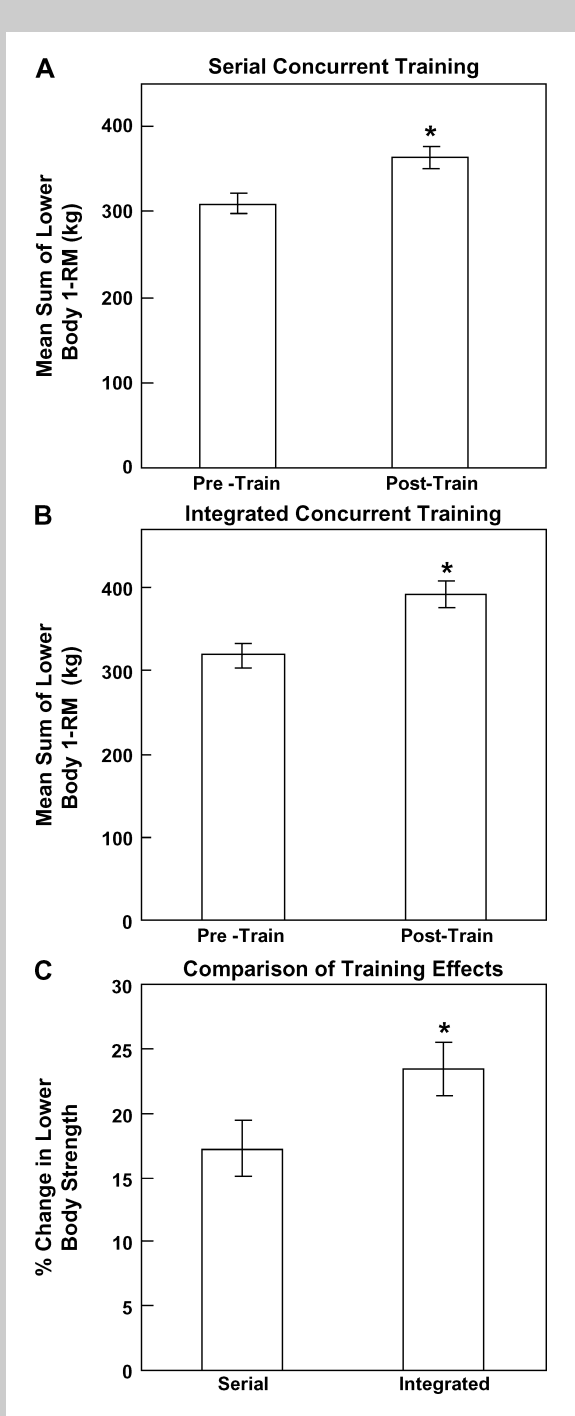 A
Serial Concurrent Training
Mean Sum of Lower
Body 1-RM (kg)
400
300
200
100
0
*
Pre -Train
Post-Train
B
Integrated Concurrent Training
Mean Sum of Lower
Body 1-RM (kg)
400
300
200
100
0
*
Pre -Train
Post-Train
C
Comparison of Training Effects
% Change in Lower
Body Strength
30
25
20
15
10
5
0
*
Serial
Integrated